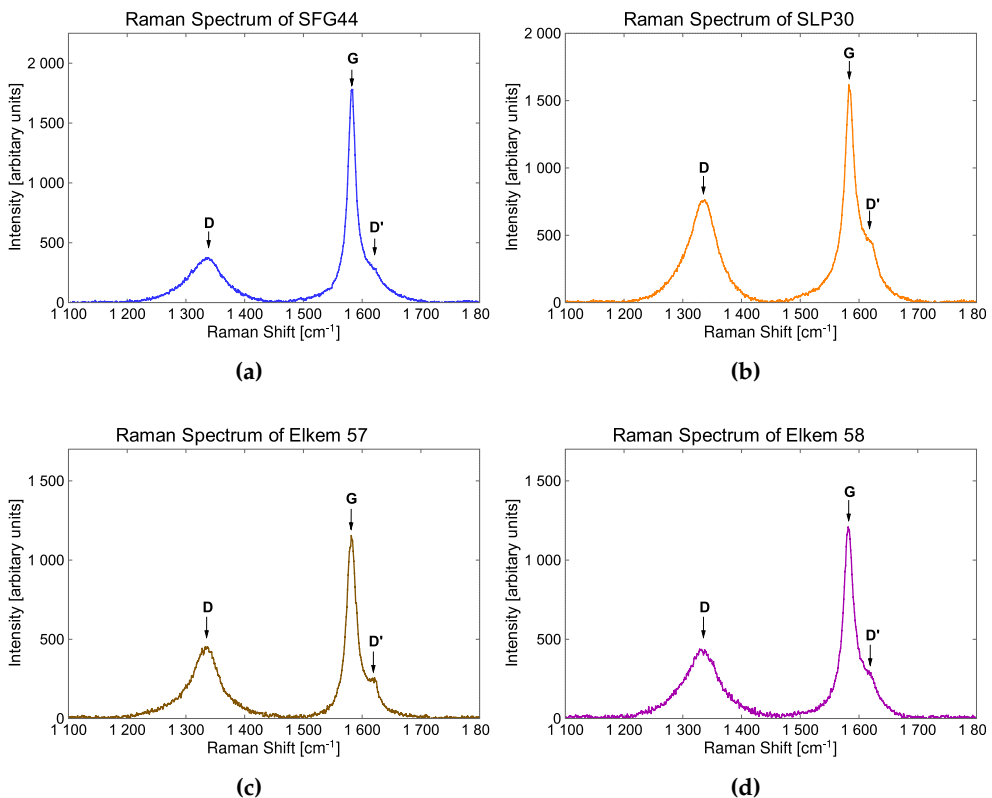 Raman Spectrum of SFG44
Intensity [arbitary units]
2 000
1 500
1 000
500
0
G
D
D'
1 100 1 200 1 300 1 400 1 500 1 600 1 700 1 80
Raman Shift [cm-1]
(a)
Raman Spectrum of SLP30
Intensity [arbitary units]
2 000
1 500
1 000
500
0
G
D
D'
1 100 1 200 1 300 1 400 1 500 1 600 1 700 1 80
Raman Shift [cm-1]
(b)
Raman Spectrum of Elkem 57
Intensity [arbitary units]
1 500
1 000
500
0
G
D
D'
1 100 1 200 1 300 1 400 1 500 1 600 1 700 1 80
Raman Shift [cm-1]
(c)
Raman Spectrum of Elkem 58
Intensity [arbitary units]
1 500
1 000
500
0
G
D
D'
1 100 1 200 1 300 1 400 1 500 1 600 1 700 1 80
Raman Shift [cm-1]
(d)